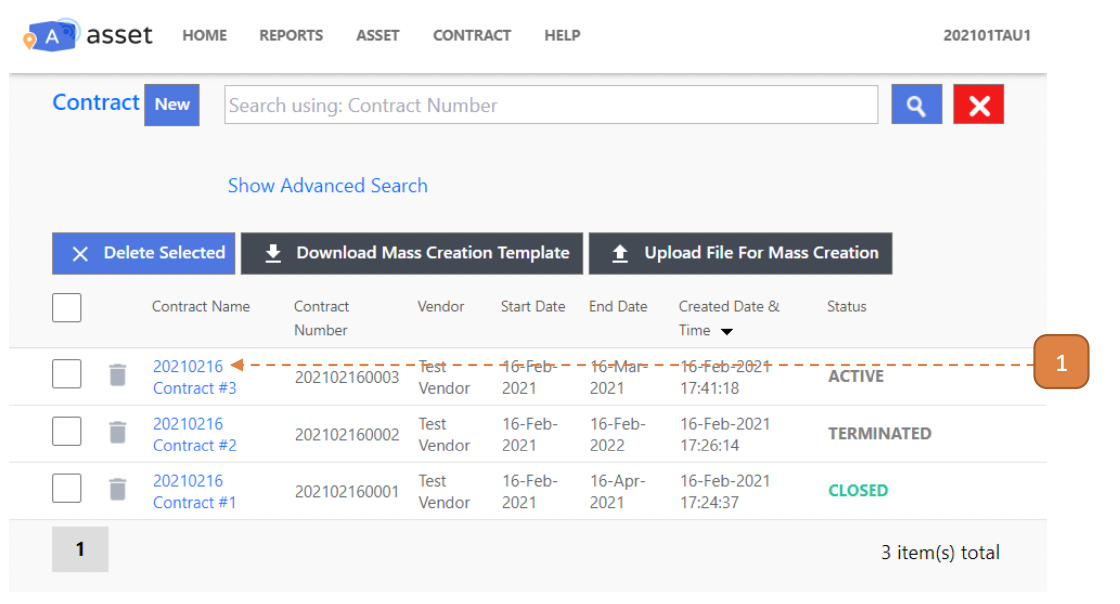 A asset HOME REPORTS ASSET CONTRACT HELP 202101TAU1
Contract New Search using: Contract Number
Show Advanced Search
Delete Selected Download Mass Creation Template Upload File For Mass Creation
Contract Name Contract Vendor Start Date End Date Created Date & Status
Number Time
20210216 Test 16-Feb- 16-Mar- 16-Feb-2021 1
Contract #3 202102160003 Vendor 2021 2021 17:41:18 ACTIVE
20210216 Test 16-Feb- 16-Feb- 16-Feb-2021
Contract #2 202102160002 Vendor 2021 2022 17:26:14 TERMINATED
20210216 Test 16-Feb- 16-Apr- 16-Feb-2021
Contract #1 202102160001 Vendor 2021 2021 17:24:37 CLOSED
1 3 item(s) total